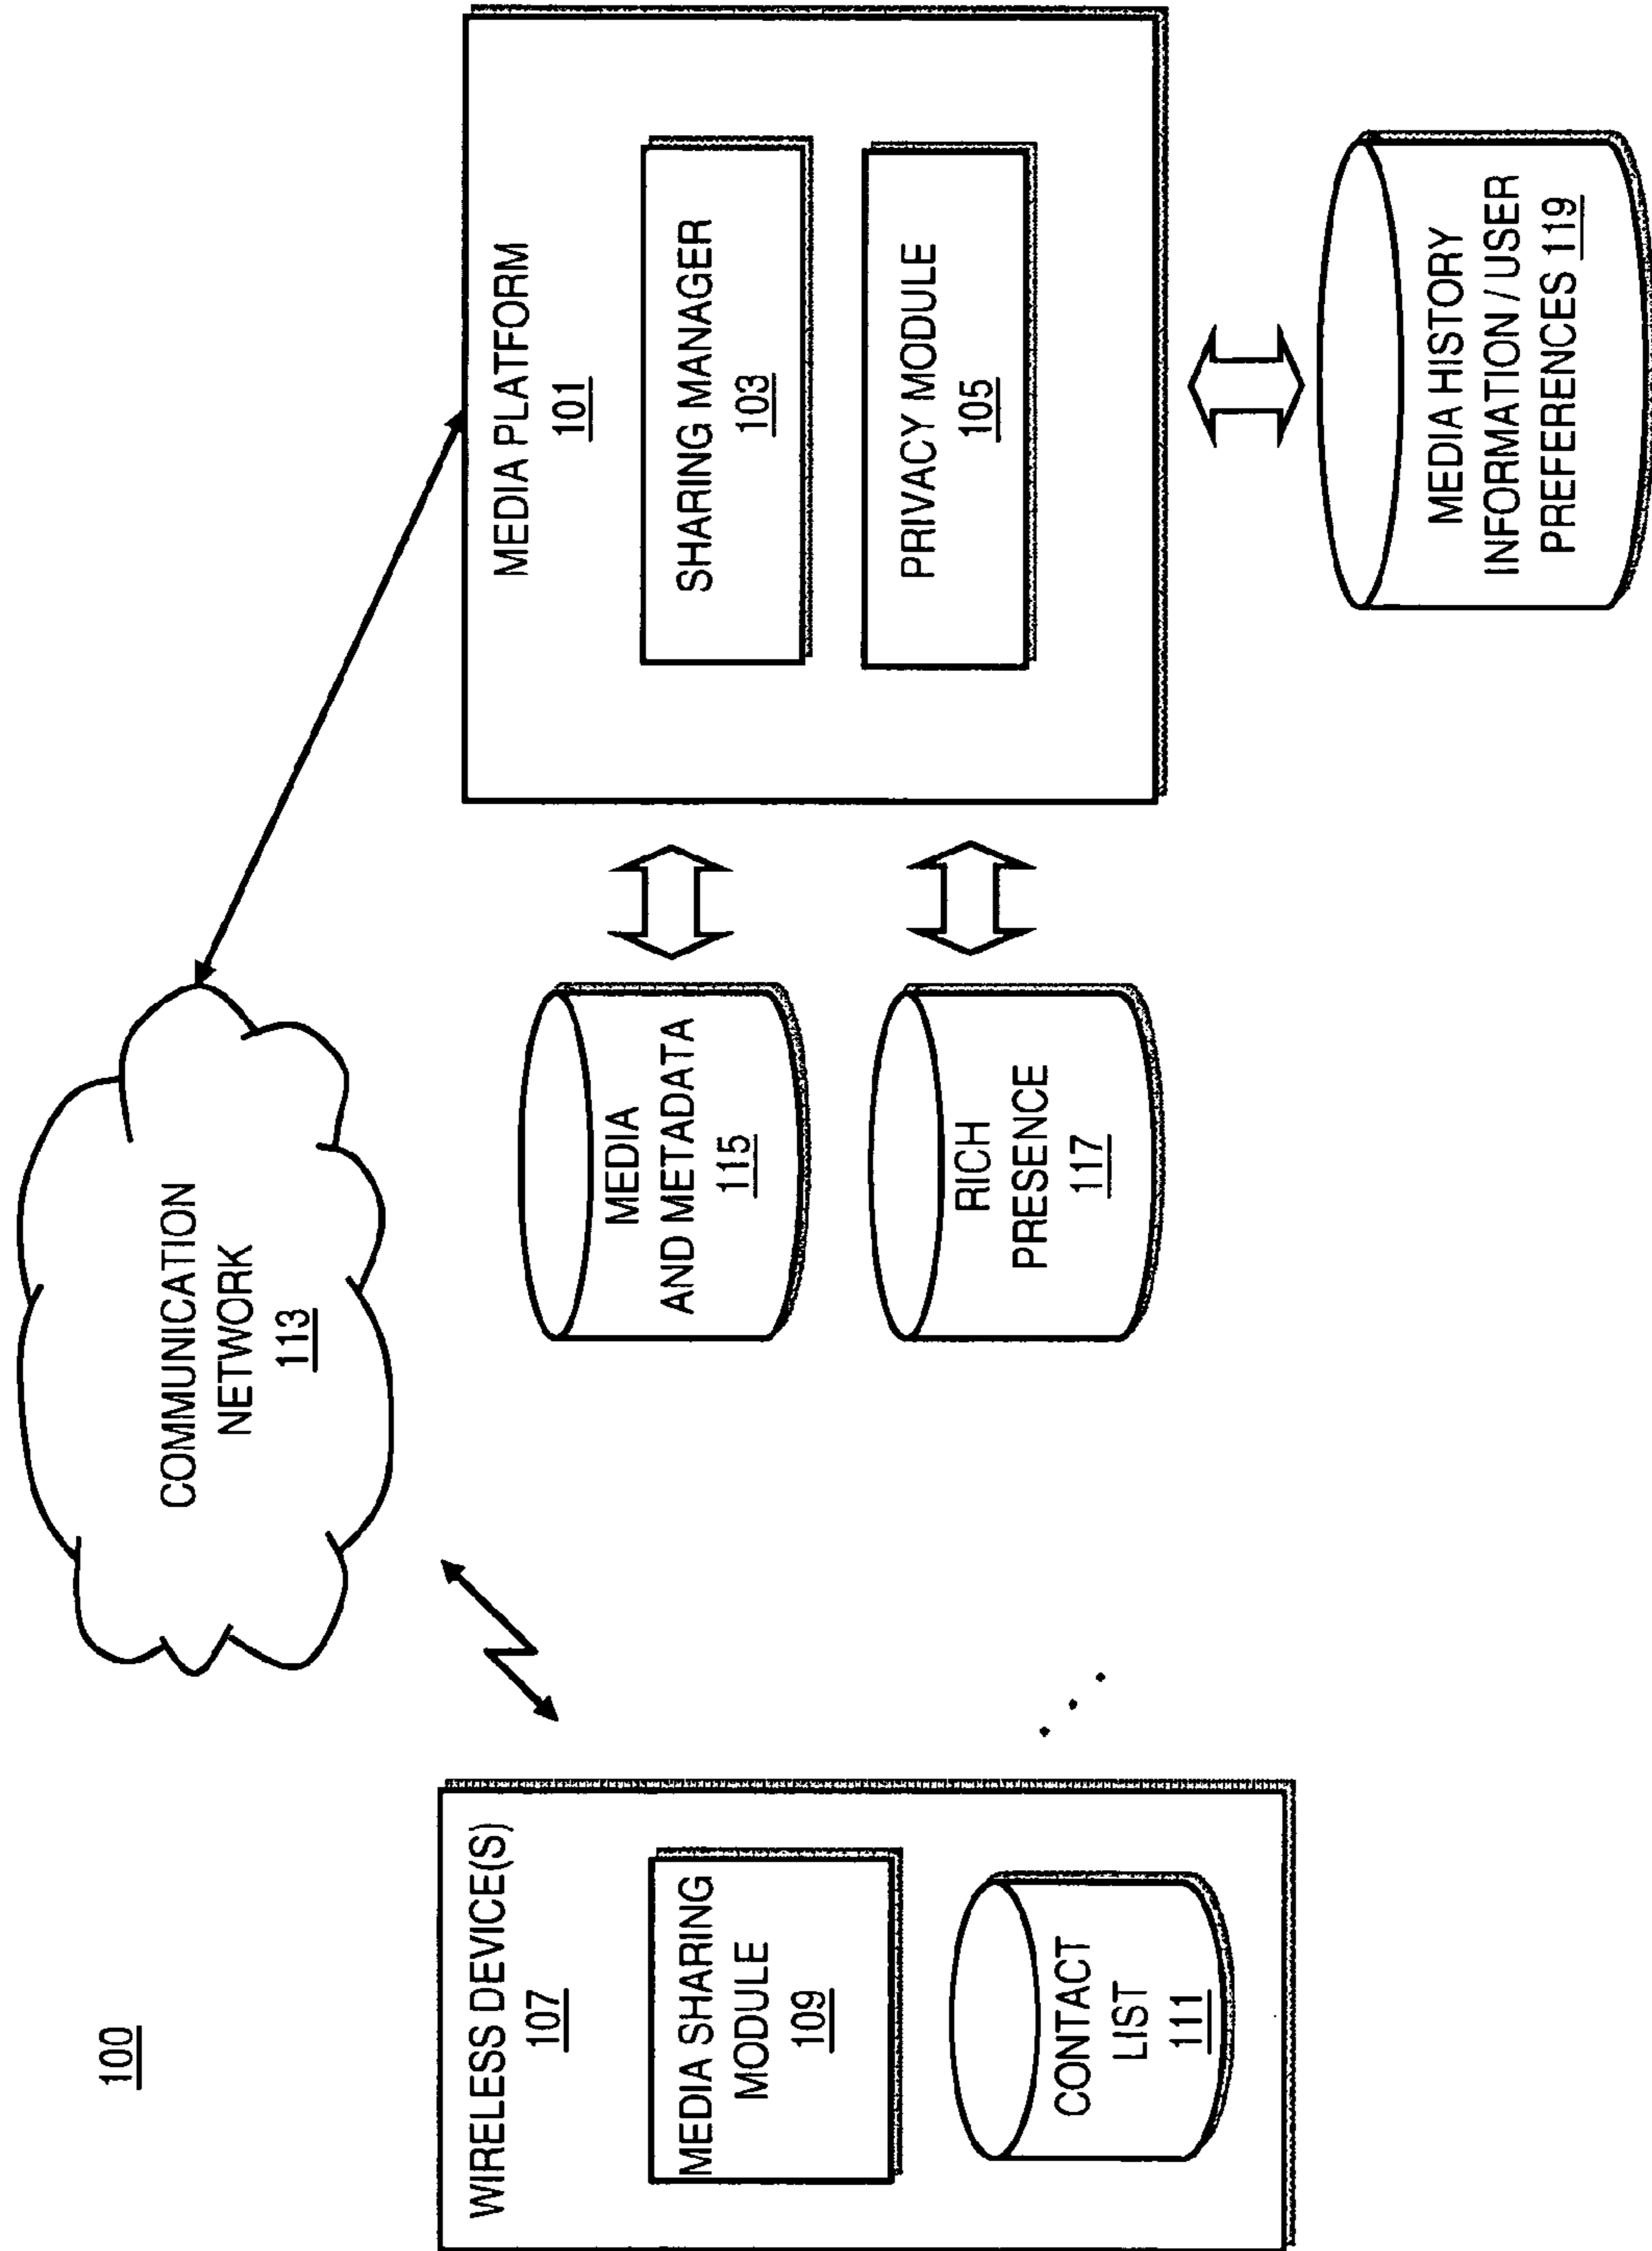 100
COMMUNICATION
NETWORK
113
WIRELESS DEVICE(S)
107
MEDIA SHARING
MODULE
109
CONTACT
LIST 111
MEDIA
AND METADATA
115
RICH
PRESENCE
117
MEDIA PLATFORM
101
SHARING MANAGER
103
PRIVACY MODULE
105
MEDIA HISTORY
INFORMATION / USER
PREFERENCES 119